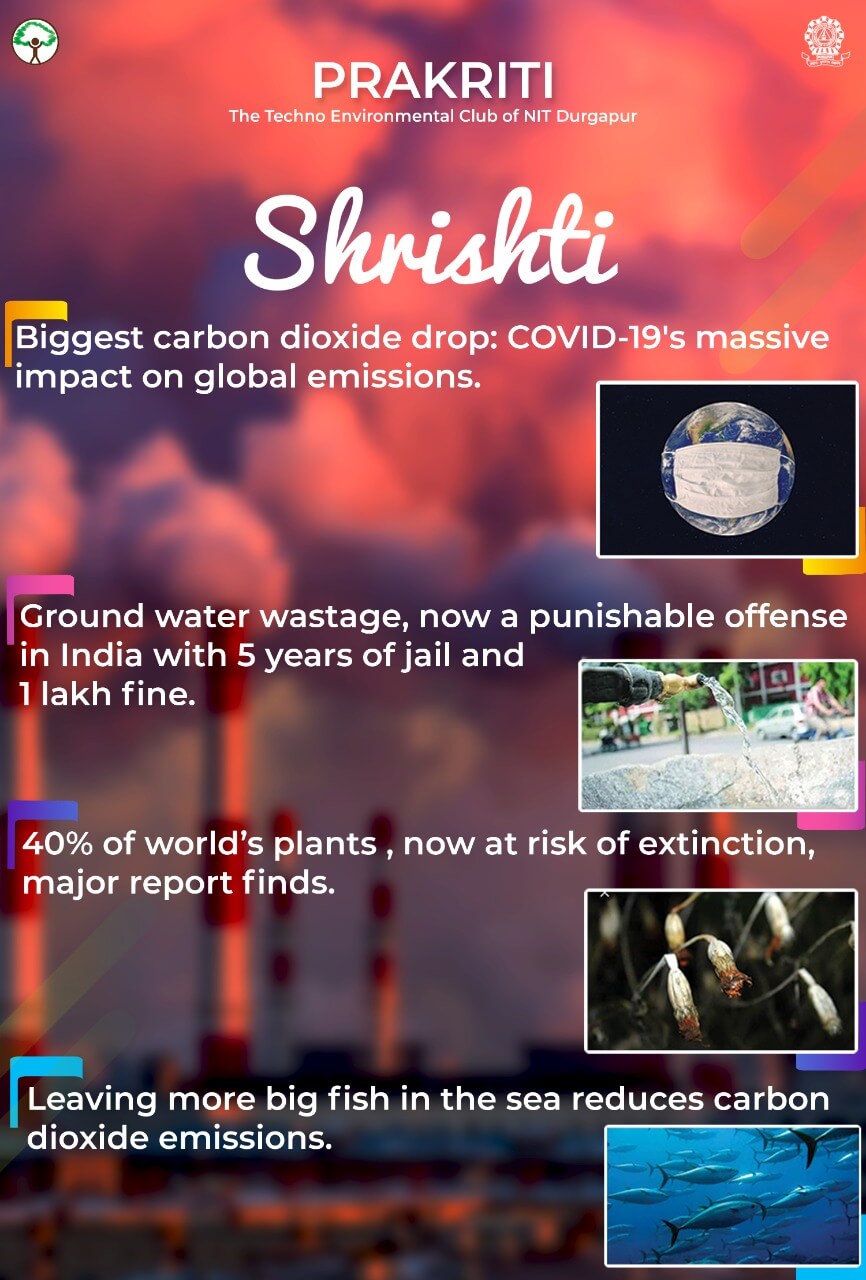 PRAKRITI
The Techno Environmental Club of NIT Durgapur
Shrishti
Biggest carbon dioxide drop: COVID-19's massive
impact on global emissions.
Ground water wastage, now a punishable offense
in India with 5 years of jail and
1 lakh fine.
40% of world’s plants , now at risk of extinction,
major report finds.
Leaving more big fish in the sea reduces carbon
dioxide emissions.